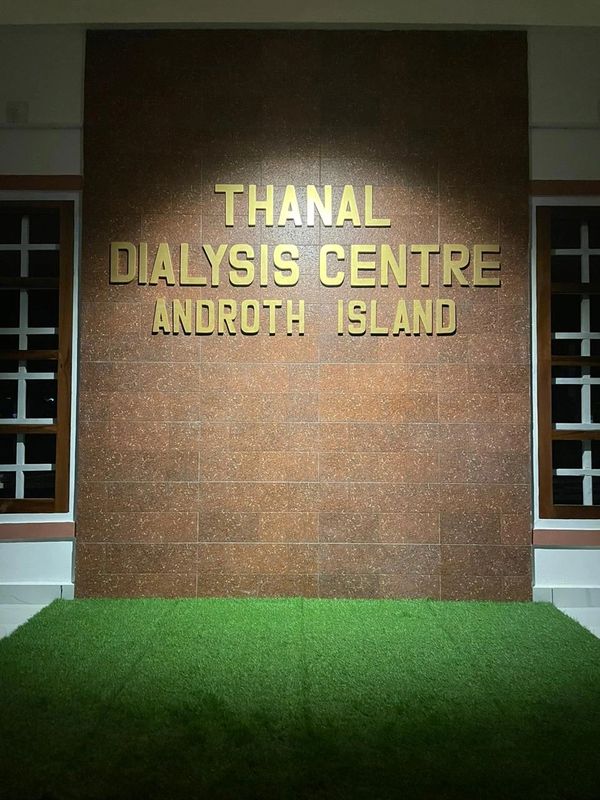 THANAL
DIALYSIS CENTRE
ANDROTH ISLAND